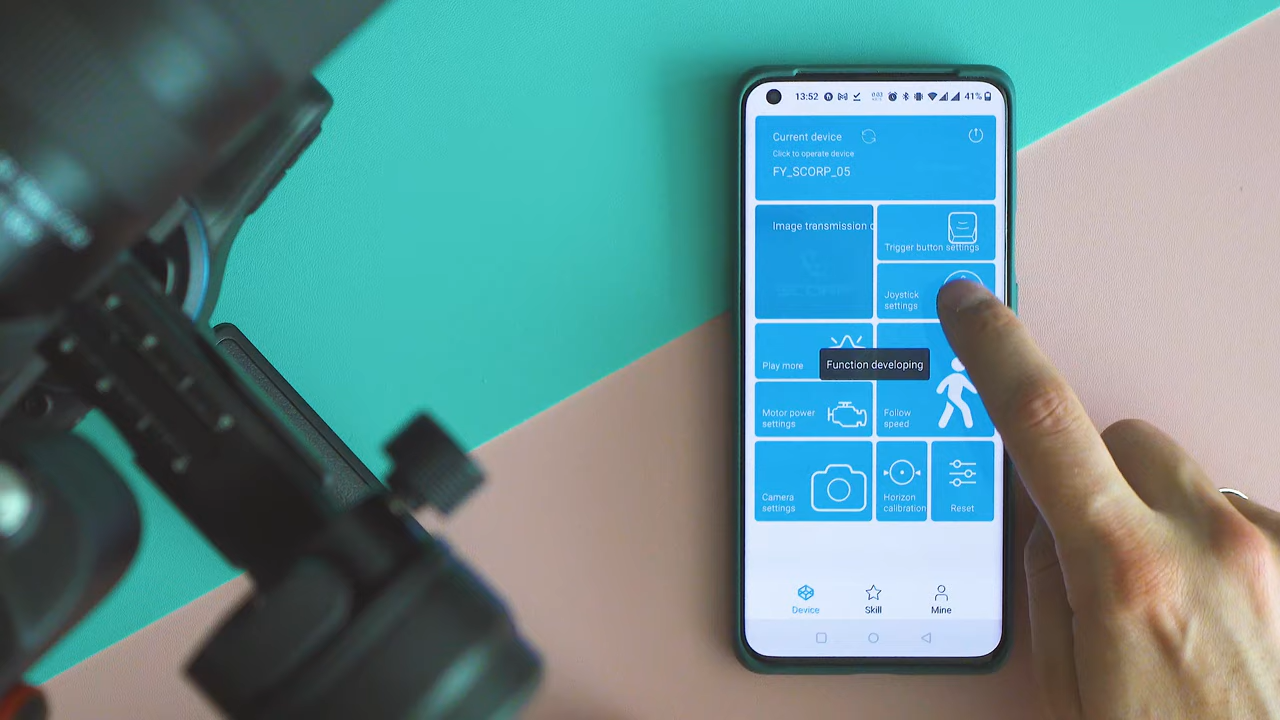 13:52
41%
Current device
Click to operate device
FY_SCORP_05
Image transmission
Trigger button settings
Joystick
settings
Play more
Function developing
Motor power
settings
Follow
speed
Camera
settings
Horizon
calibration
Reset
Device
Skill
Mine